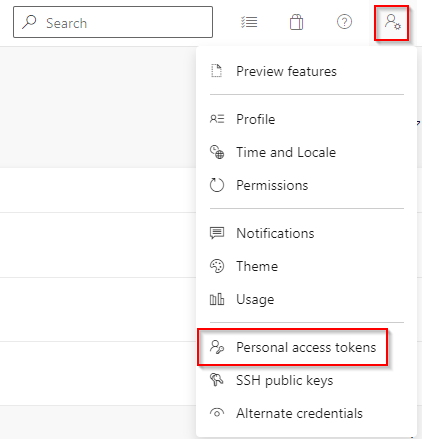 Search
Preview features
Profile
Time and Locale
Permissions
Notifications
Theme
Usage
Personal access tokens
SSH public keys
Alternate credentials